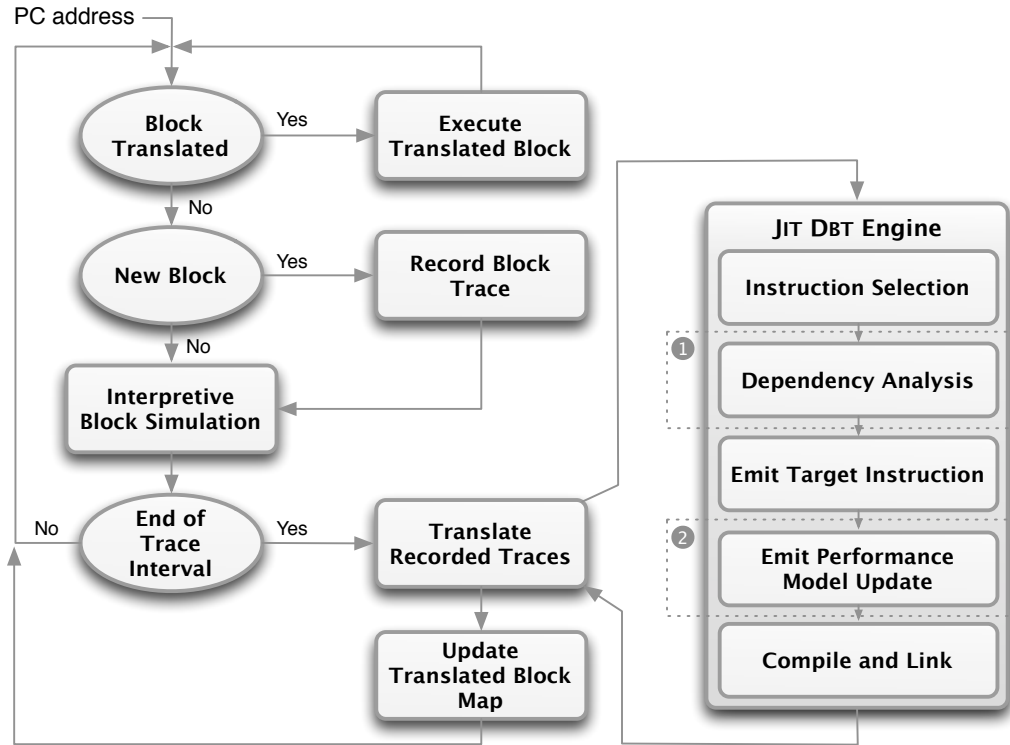 PC address
Block
Translated
Yes
Execute
Translated Block
No
New Block
Yes
Record Block
Trace
No
Interpretive
Block Simulation
End of
Trace
Interval
No
Yes
Translate
Recorded Traces
Update
Translated Block
Map
JIT DBT Engine
Instruction Selection
1
Dependency Analysis
Emit Target Instruction
2
Emit Performance
Model Update
Compile and Link